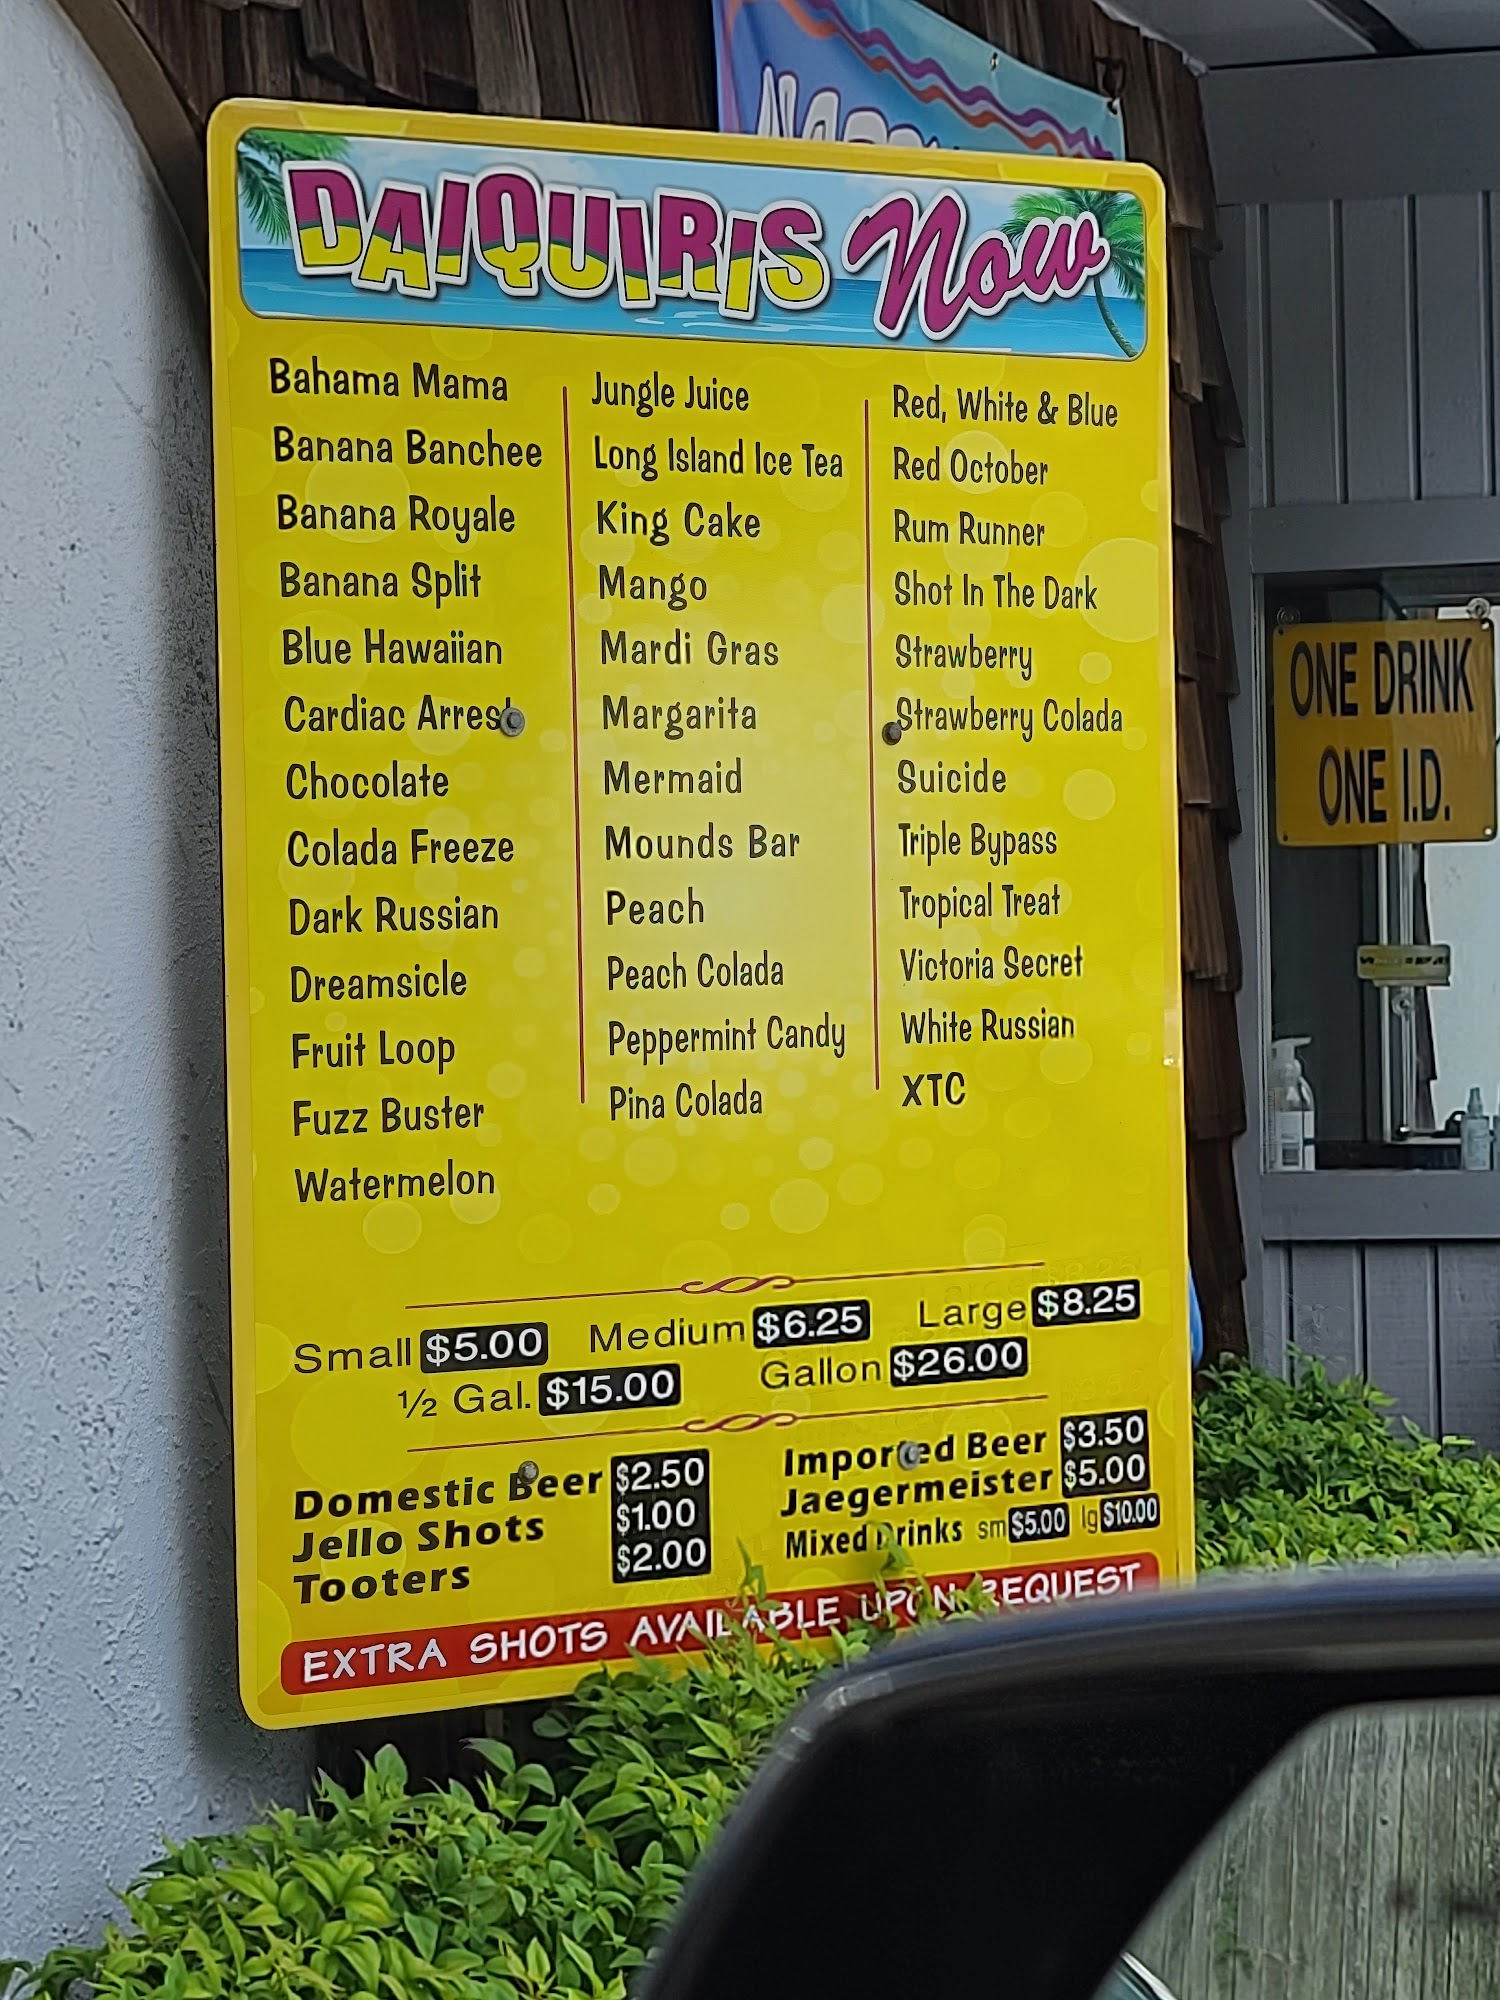 DAIQUIRIS Now
Bahama Mama
Banana Banchee
Banana Royale
Banana Split
Blue Hawaiian
Cardiac Arrest
Chocolate
Colada Freeze
Dark Russian
Dreamsicle
Fruit Loop
Fuzz Buster
Watermelon
Jungle Juice
Long Island Ice Tea
King Cake
Mango
Mardi Gras
Margarita
Mermaid
Mounds Bar
Peach
Peach Colada
Peppermint Candy
Pina Colada
Red, White & Blue
Red October
Rum Runner
Shot In The Dark
Strawberry
Strawberry Colada
Suicide
Triple Bypass
Tropical Treat
Victoria Secret
White Russian
XTC
Small $5.00 Medium $6.25 Large $8.25
½ Gal. $15.00 Gallon $26.00
Domestic Beer $2.50
Jello Shots $1.00
Tooters $2.00
Imported Beer $3.50
Jaegermeister $5.00
Mixed Drinks sm $5.00 lg $10.00
EXTRA SHOTS AVAILABLE UPON REQUEST
ONE DRINK
ONE I.D.